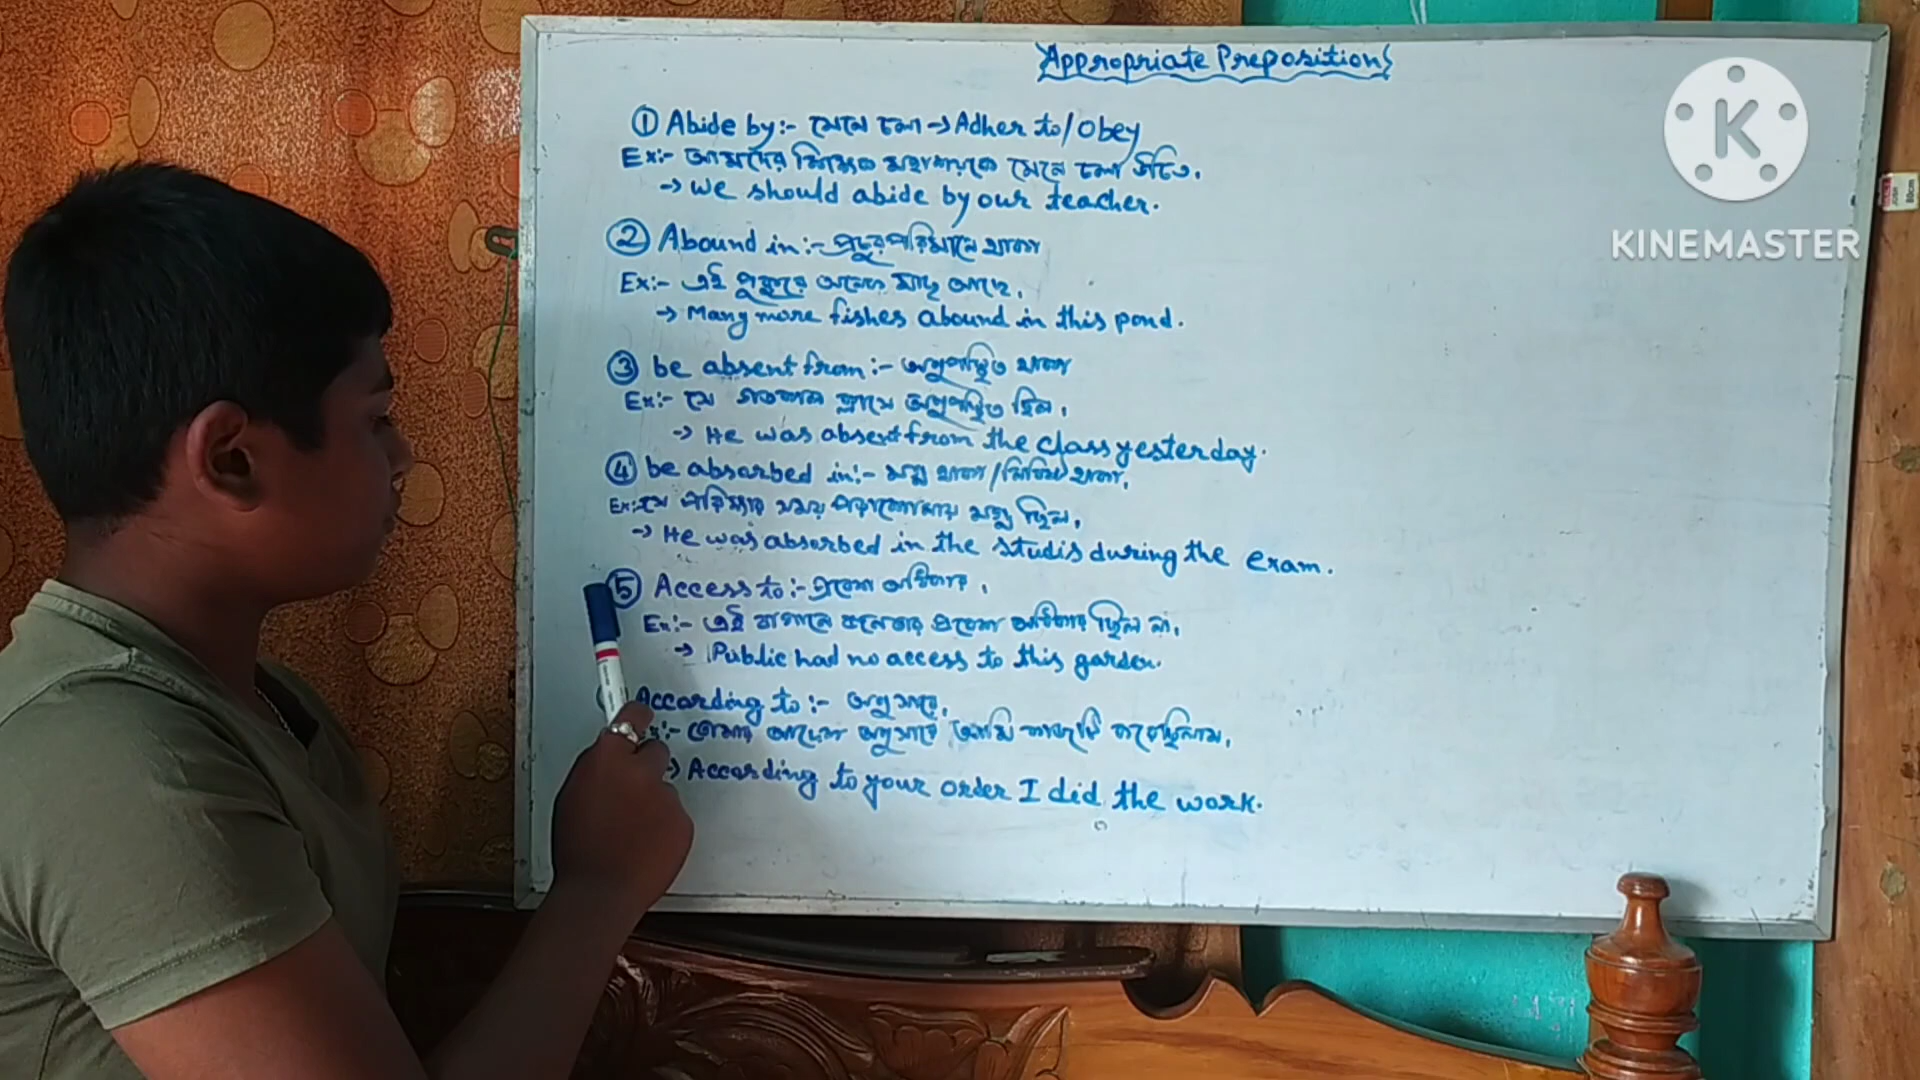 Appropriate Preposition
① Abide by:- মেনে চলা → Adher to/Obey
Ex:- আমাদের শিক্ষক মহাশয়কে মেনে চলা উচিত.
→ We should abide by our teacher.
② Abound in:- প্রচুর পরিমানে থাকা
Ex:- এই পুকুরে অনেক মাছ আছে.
→ Many more fishes abound in this pond.
③ be absent from:- অনুপস্থিত থাকা
Ex:- সে গতকাল ক্লাসে অনুপস্থিত ছিল.
→ He was absent from the class yesterday.
④ be absorbed in:- মগ্ন থাকা/নিবিষ্ট থাকা.
Ex:- সে পরিক্ষার সময় পড়াশোনায় মগ্ন ছিল.
→ He was absorbed in the studis during the exam.
⑤ Access to:- প্রবেশ অধিকার.
Ex:- এই বাগানে জনতার প্রবেশ অধিকার ছিল না.
→ Public had no access to this garden.
According to:- অনুসারে.
তোমার আদেশ অনুসারে আমি কাজটি করেছিলাম.
→ According to your order I did the work.
K
KINEMASTER